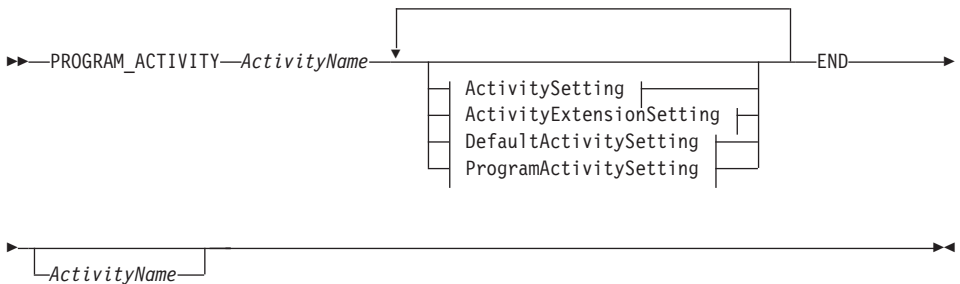 PROGRAM_ACTIVITY ActivityName END
ActivitySetting
ActivityExtensionSetting
DefaultActivitySetting
ProgramActivitySetting
ActivityName